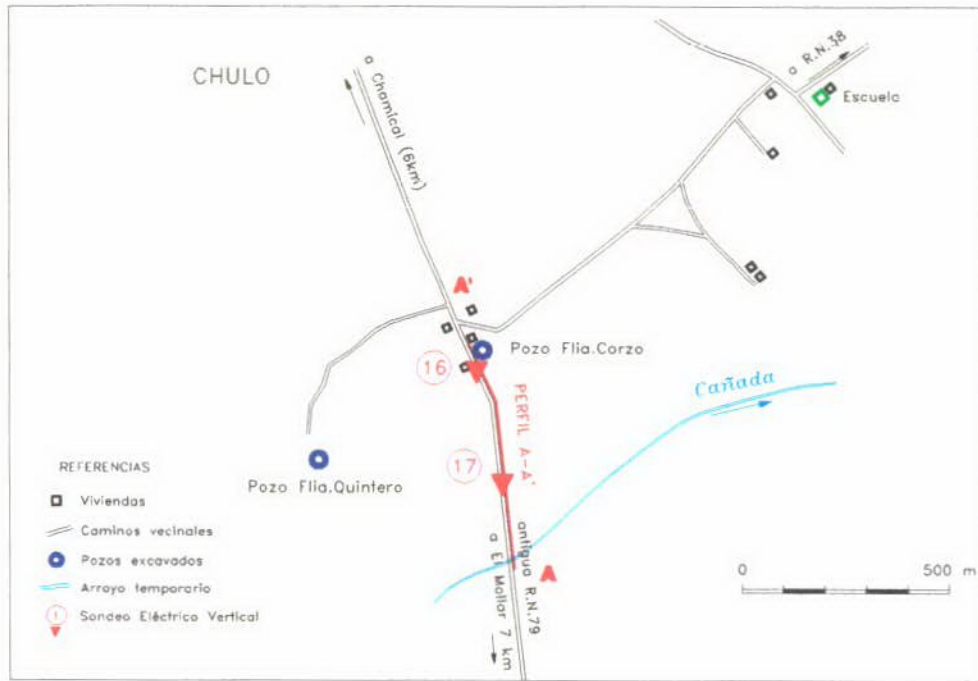 CHULO
a Chamical (6km)
a R.N.38
Escuela
A'
Pozo Flia.Corzo
16
PERFIL A-A'
Cañada
17
Pozo Flia.Quintero
REFERENCIAS
Viviendas
Caminos vecinales
Pozos excavados
Arroyo temporario
1 Sondeo Eléctrico Vertical
a El Mollar 7 km
antigua R.N.79
A
0 500 m